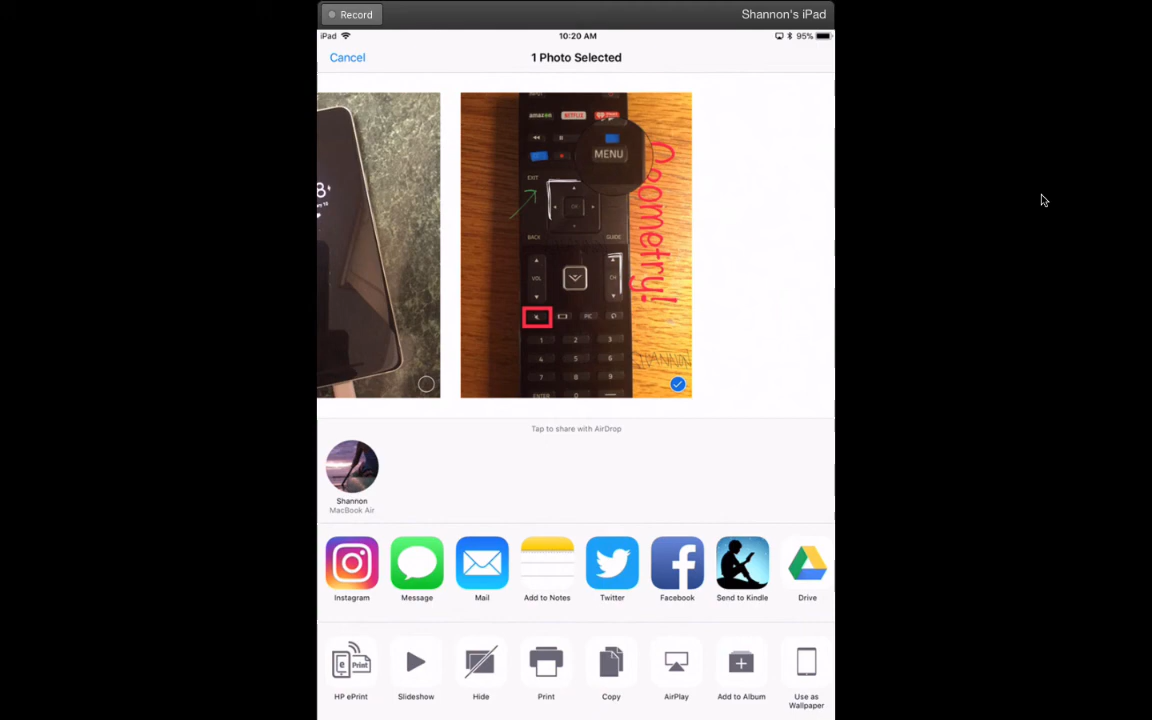 Record
Shannon's iPad
iPad
10:20 AM
95%
Cancel
1 Photo Selected
amazon
NETFLIX
MENU
EXIT
Geometry!
BACK
GUIDE
VOL
CH
PIC
1 2 3
4 5 6
7 8 9
ENTER 0
Tap to share with AirDrop
Shannon
MacBook Air
Instagram
Message
Mail
Add to Notes
Twitter
Facebook
Send to Kindle
Drive
e Print
HP ePrint
Slideshow
Hide
Print
Copy
AirPlay
Add to Album
Use as
Wallpaper